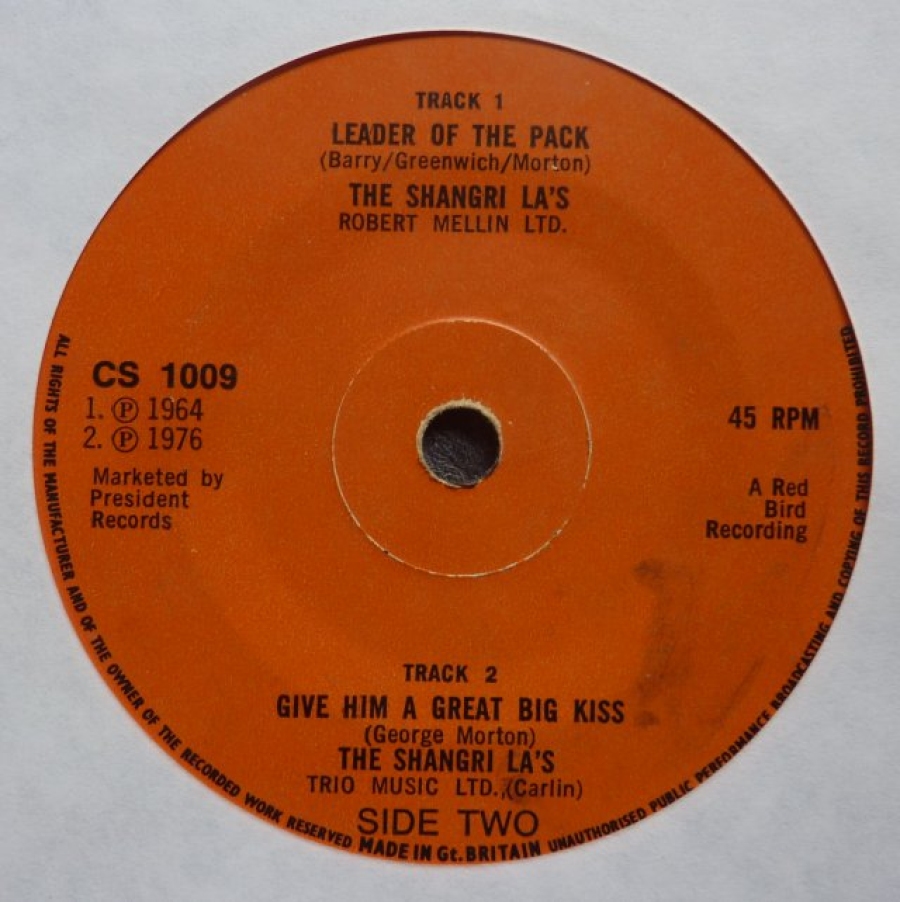 TRACK 1
LEADER OF THE PACK
(Barry/Greenwich/Morton)
THE SHANGRI LA'S
ROBERT MELLIN LTD.
CS 1009
1. Ⓟ 1964
2. Ⓟ 1976
Marketed by
President
Records
45 RPM
A Red
Bird
Recording
TRACK 2
GIVE HIM A GREAT BIG KISS
(George Morton)
THE SHANGRI LA'S
TRIO MUSIC LTD.,(Carlin)
SIDE TWO
ALL RIGHTS OF THE MANUFACTURER AND OF THE OWNER OF THE RECORDED WORK RESERVED MADE IN Gt. BRITAIN UNAUTHORISED PUBLIC PERFORMANCE BROADCASTING AND COPYING OF THIS RECORD PROHIBITED